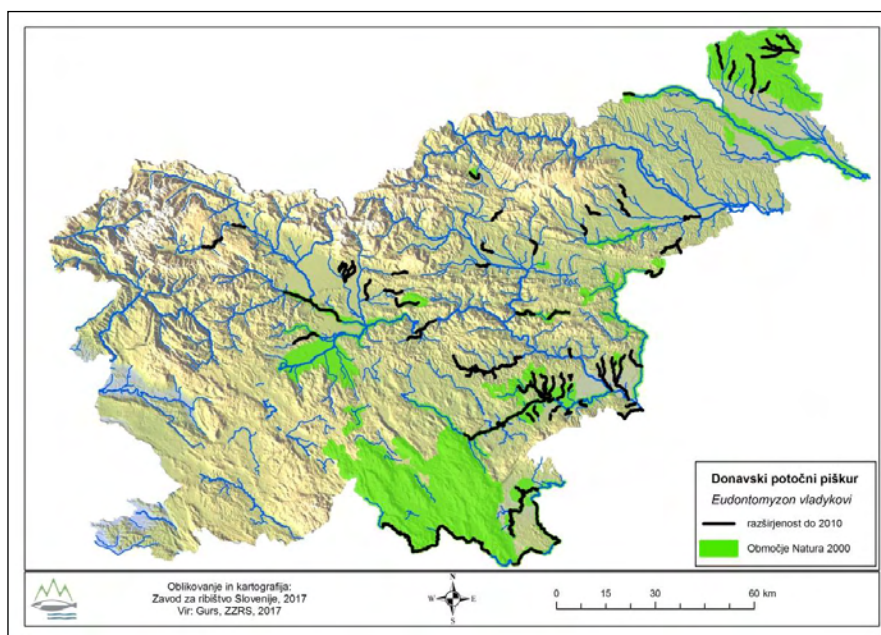 Donavski potočni piškur
Eudontomyzon vladykovi
razširjenost do 2010
Območje Natura 2000
Oblikovanje in kartografija:
Zavod za ribištvo Slovenije, 2017
Vir: Gurs, ZZRS, 2017
N
W E
S
0 15 30 45 60 km